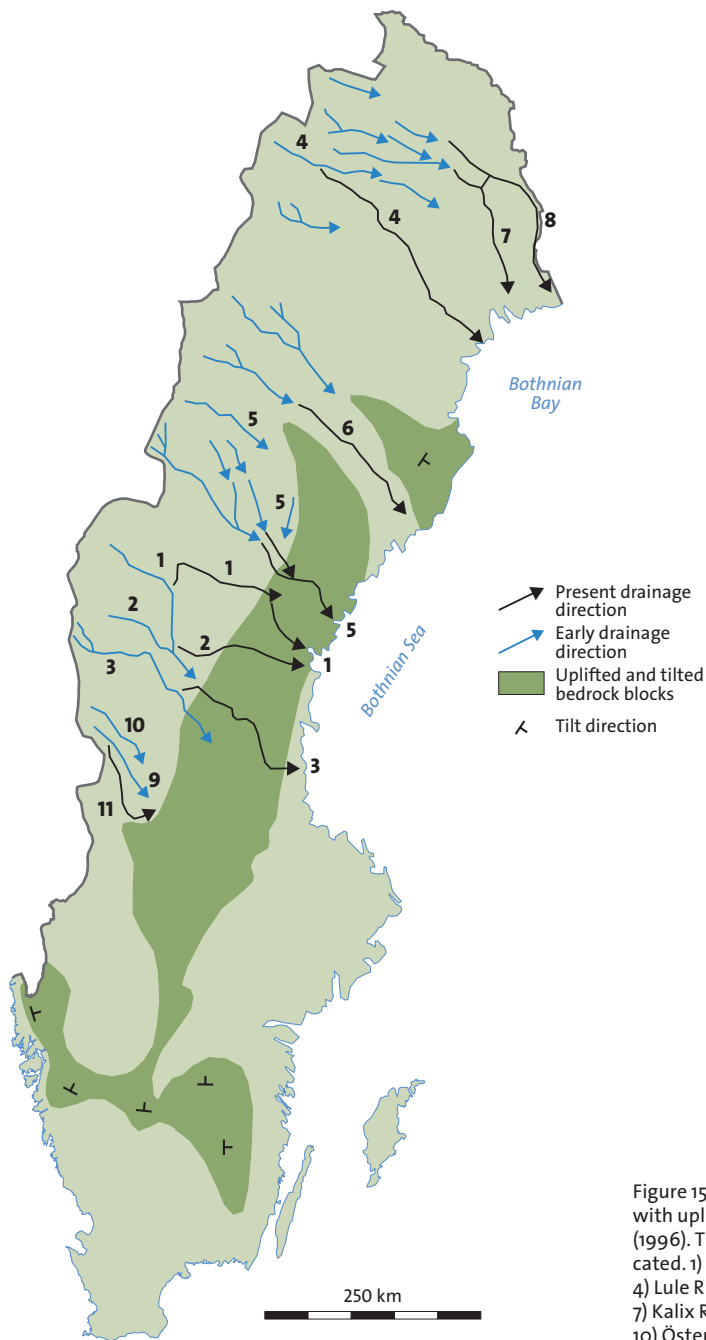 4
4
7
8
Bothnian
Bay
6
5
5
1
1
2
2
3
5
1
Bothnian Sea
3
10
9
11
Present drainage
direction
Early drainage
direction
Uplifted and tilted
bedrock blocks
Tilt direction
250 km
Figure 15
with upl
(1996). T
cated. 1)
4) Lule R
7) Kalix R
10) Öster